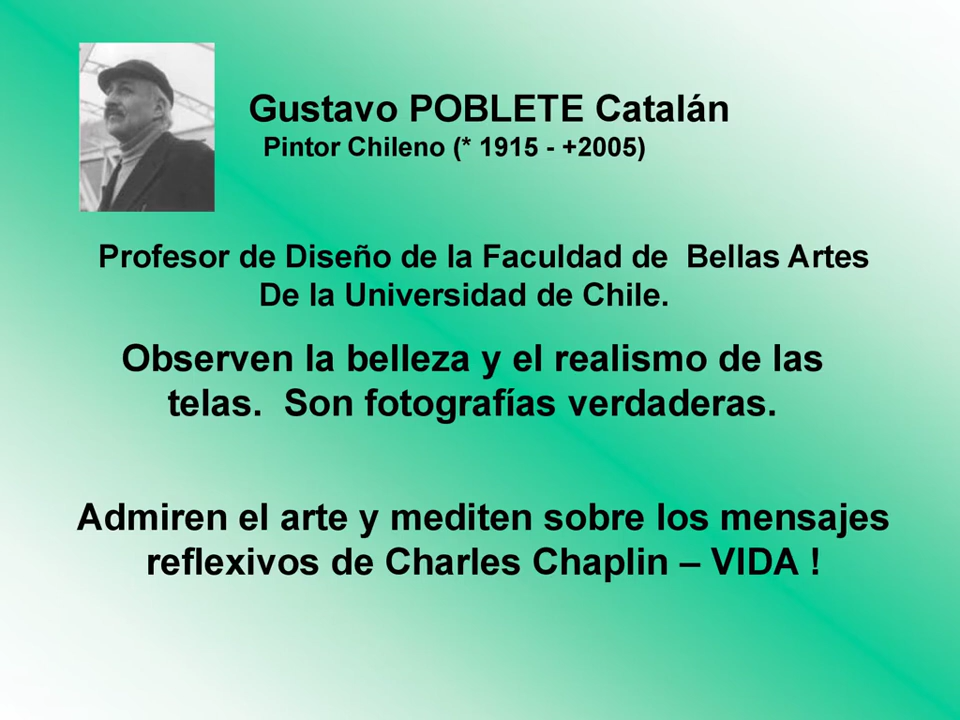 Gustavo POBLETE Catalán
Pintor Chileno (* 1915 - +2005)
Profesor de Diseño de la Faculdad de  Bellas Artes
De la Universidad de Chile.
Observen la belleza y el realismo de las
telas.  Son fotografías verdaderas.
Admiren el arte y mediten sobre los mensajes
reflexivos de Charles Chaplin – VIDA !